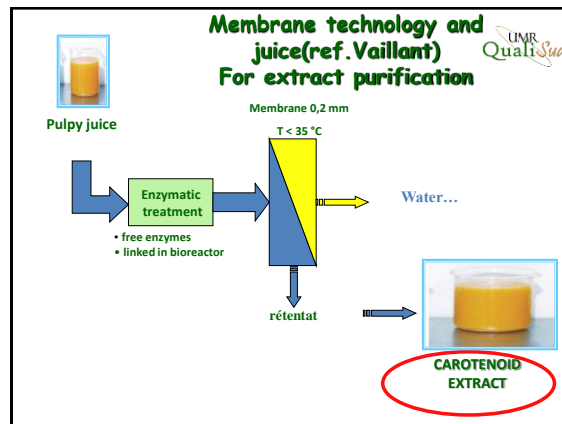 Membrane technology and
juice(ref.Vaillant)
For extract purification
UMR
QualiSud
Pulpy juice
Membrane 0,2 mm
T < 35 °C
Enzymatic
treatment
• free enzymes
• linked in bioreactor
Water…
rétentat
CAROTENOID
EXTRACT